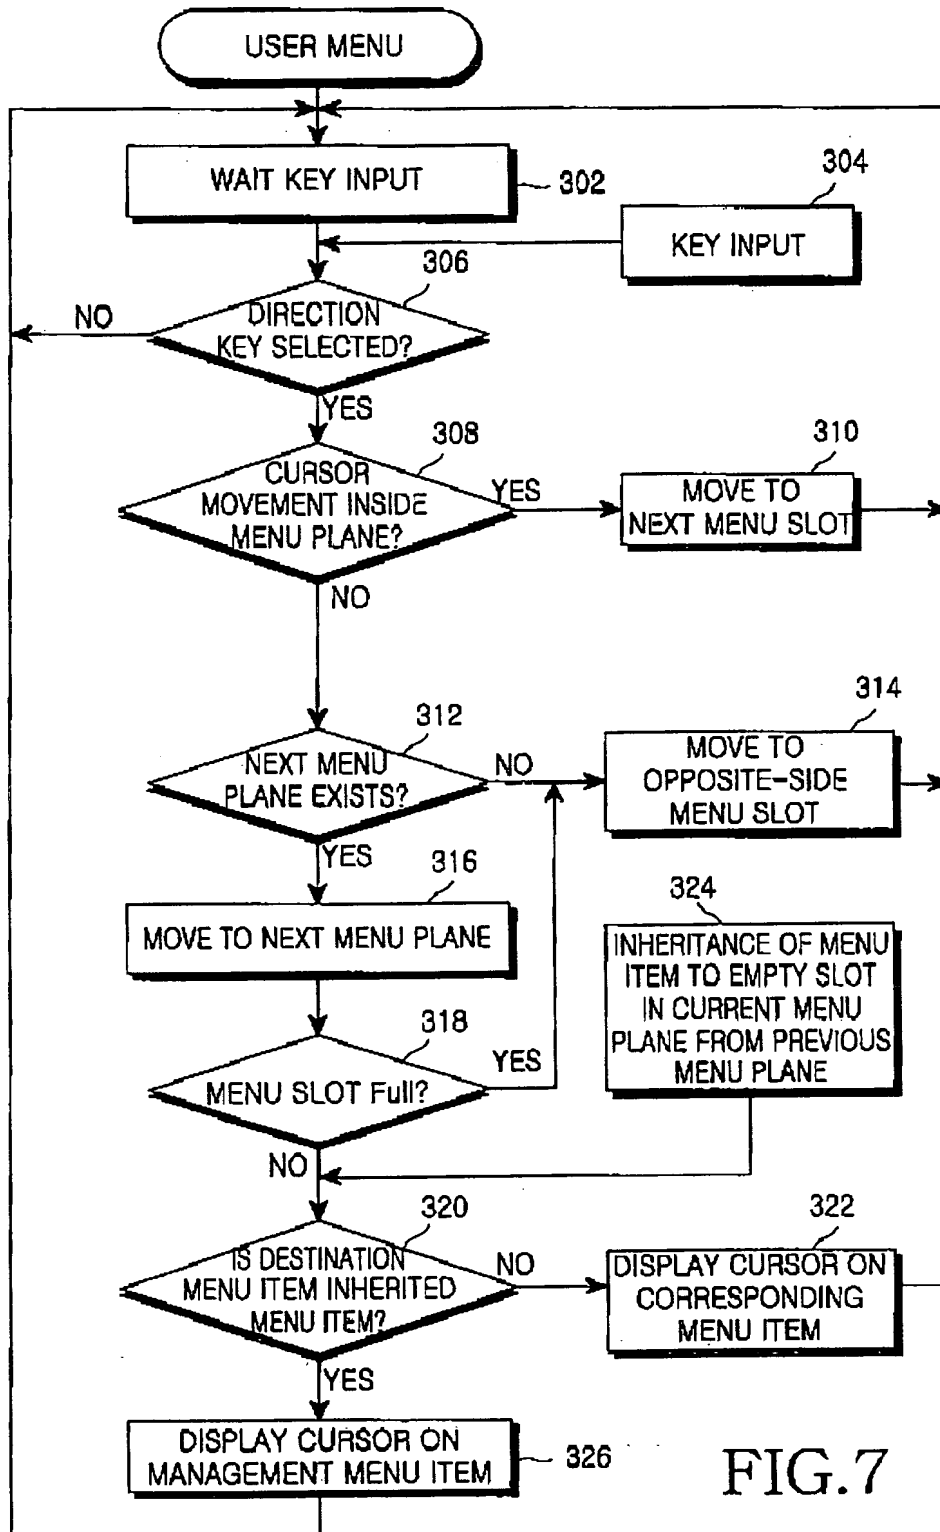 USER MENU
WAIT KEY INPUT
302
304
KEY INPUT
306
DIRECTION
KEY SELECTED?
NO
YES
308
CURSOR
MOVEMENT INSIDE
MENU PLANE?
YES
310
MOVE TO
NEXT MENU SLOT
NO
312
NEXT MENU
PLANE EXISTS?
NO
314
MOVE TO
OPPOSITE-SIDE
MENU SLOT
YES
316
MOVE TO NEXT MENU PLANE
318
MENU SLOT Full?
YES
324
INHERITANCE OF MENU
ITEM TO EMPTY SLOT
IN CURRENT MENU
PLANE FROM PREVIOUS
MENU PLANE
NO
320
IS DESTINATION
MENU ITEM INHERITED
MENU ITEM?
NO
322
DISPLAY CURSOR ON
CORRESPONDING
MENU ITEM
YES
DISPLAY CURSOR ON
MANAGEMENT MENU ITEM
326
FIG.7